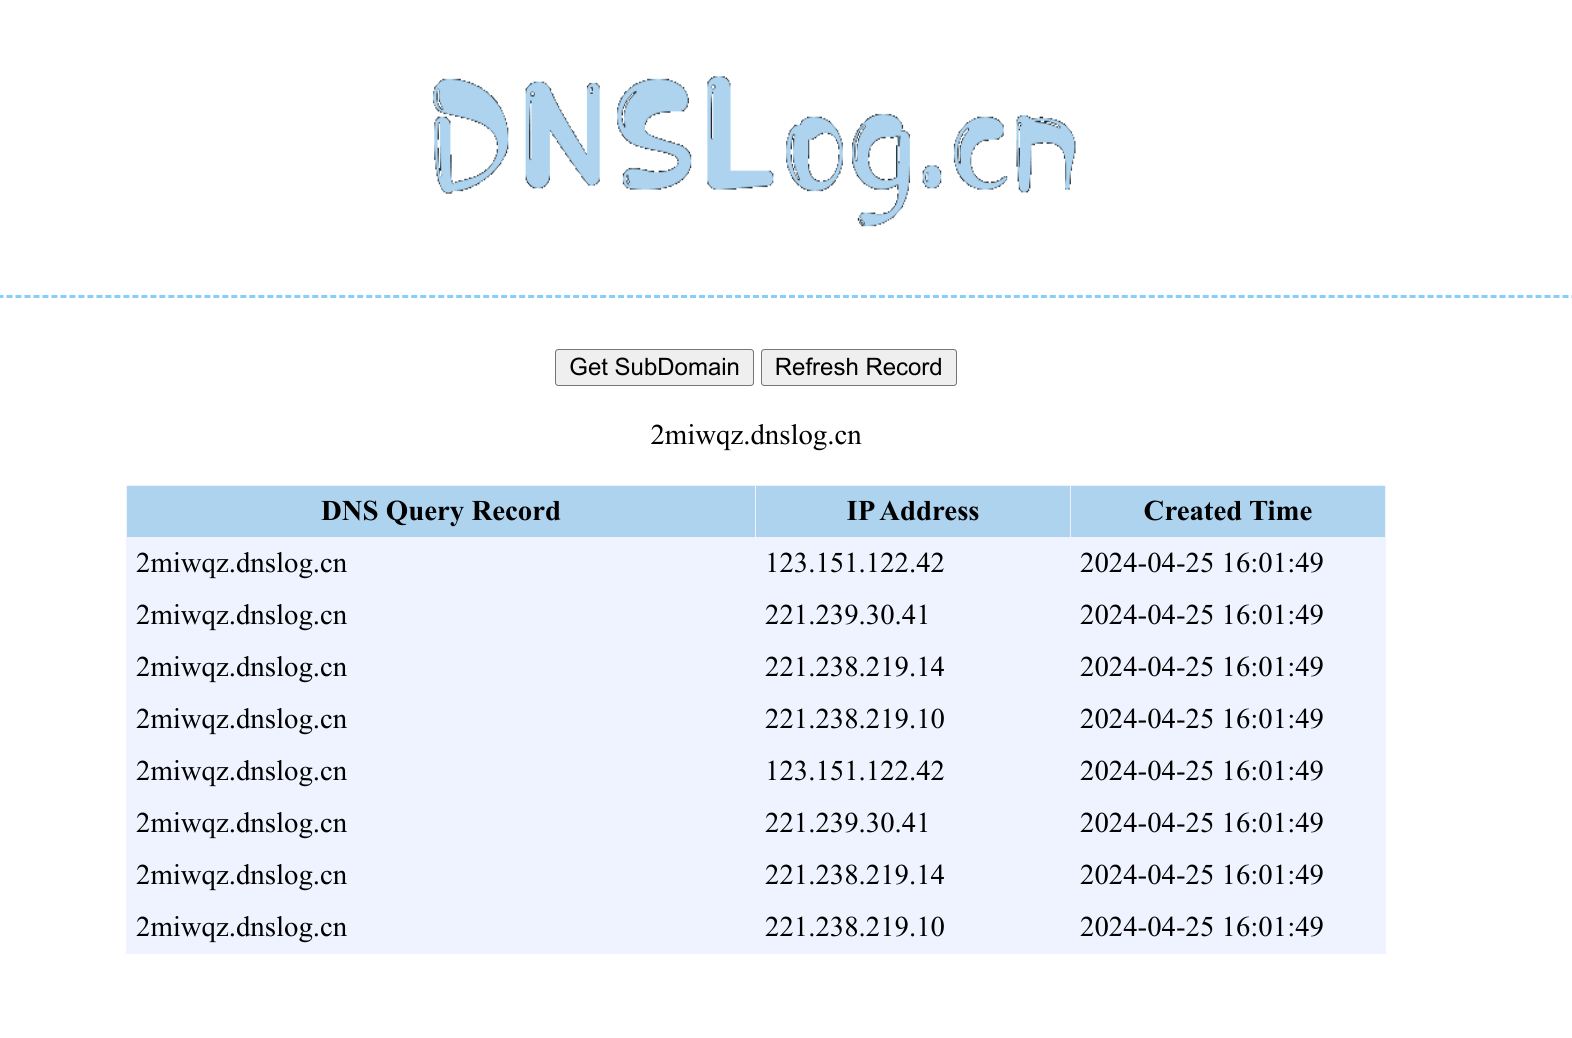 DNSLog.cn
Get SubDomain Refresh Record
2miwqz.dnslog.cn
DNS Query Record IP Address Created Time
2miwqz.dnslog.cn 123.151.122.42 2024-04-25 16:01:49
2miwqz.dnslog.cn 221.239.30.41 2024-04-25 16:01:49
2miwqz.dnslog.cn 221.238.219.14 2024-04-25 16:01:49
2miwqz.dnslog.cn 221.238.219.10 2024-04-25 16:01:49
2miwqz.dnslog.cn 123.151.122.42 2024-04-25 16:01:49
2miwqz.dnslog.cn 221.239.30.41 2024-04-25 16:01:49
2miwqz.dnslog.cn 221.238.219.14 2024-04-25 16:01:49
2miwqz.dnslog.cn 221.238.219.10 2024-04-25 16:01:49